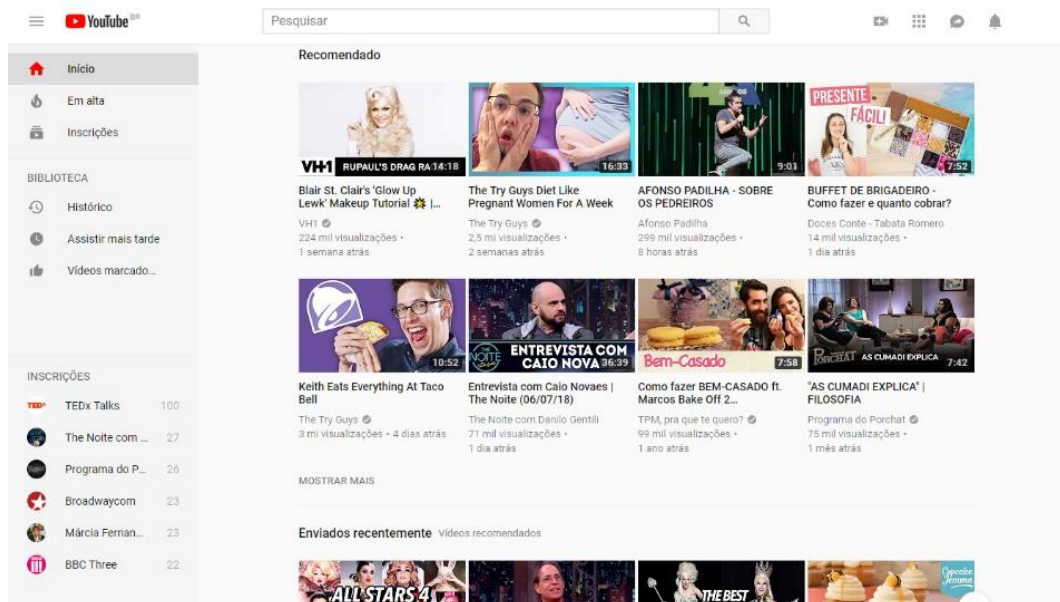 YouTube BR
Pesquisar
Início
Em alta
Inscrições
BIBLIOTECA
Histórico
Assistir mais tarde
Vídeos marcado...
INSCRIÇÕES
TEDx Talks 100
The Noite com ... 27
Programa do P... 26
Broadwaycom 23
Márcia Fernan... 23
BBC Three 22
Recomendado
VH1 RUPAUL'S DRAG RA 14:18
Blair St. Clair's 'Glow Up
Lewk' Makeup Tutorial 💥 |...
VH1
224 mil visualizações •
1 semana atrás
16:33
The Try Guys Diet Like
Pregnant Women For A Week
The Try Guys
2,5 mi visualizações •
2 semanas atrás
9:01
AFONSO PADILHA - SOBRE
OS PEDREIROS
Afonso Padilha
299 mil visualizações •
8 horas atrás
PRESENTE
FÁCIL!
7:52
BUFFET DE BRIGADEIRO -
Como fazer e quanto cobrar?
Doces Conte - Tabata Romero
14 mil visualizações •
1 dia atrás
10:52
Keith Eats Everything At Taco
Bell
The Try Guys
3 mi visualizações • 4 dias atrás
THE NOITE
ENTREVISTA COM
CAIO NOVA 36:39
Entrevista com Caio Novaes |
The Noite (06/07/18)
The Noite com Danilo Gentili
71 mil visualizações •
1 dia atrás
Bem-Casado 7:58
Como fazer BEM-CASADO ft.
Marcos Bake Off 2...
TPM, pra que te quero?
99 mil visualizações •
1 ano atrás
PORCHAT AS CUMADI EXPLICA 7:42
"AS CUMADI EXPLICA" |
FILOSOFIA
Programa do Porchat
75 mil visualizações •
1 mês atrás
MOSTRAR MAIS
Enviados recentemente Vídeos recomendados
ALL STARS 4
THE BEST
Cupcake
Jemma